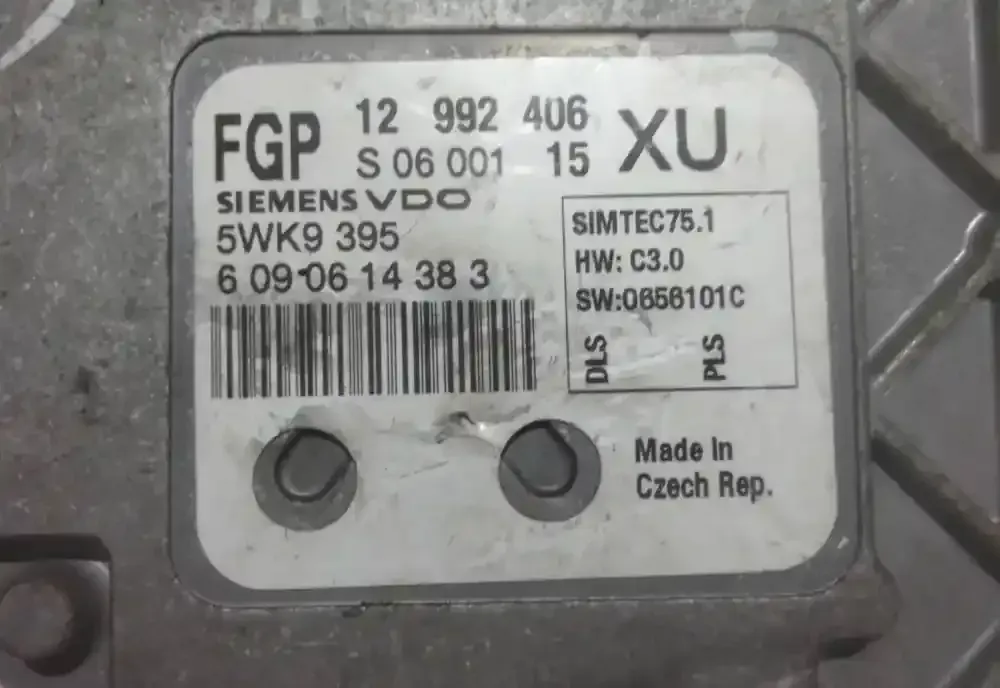 FGP 12 992 406 XU
S 06 001 15
SIEMENS VDO
5WK9 395
6 09 06 14 38 3
SIMTEC75.1
HW: C3.0
SW:0656101C
DLS PLS
Made In
Czech Rep.